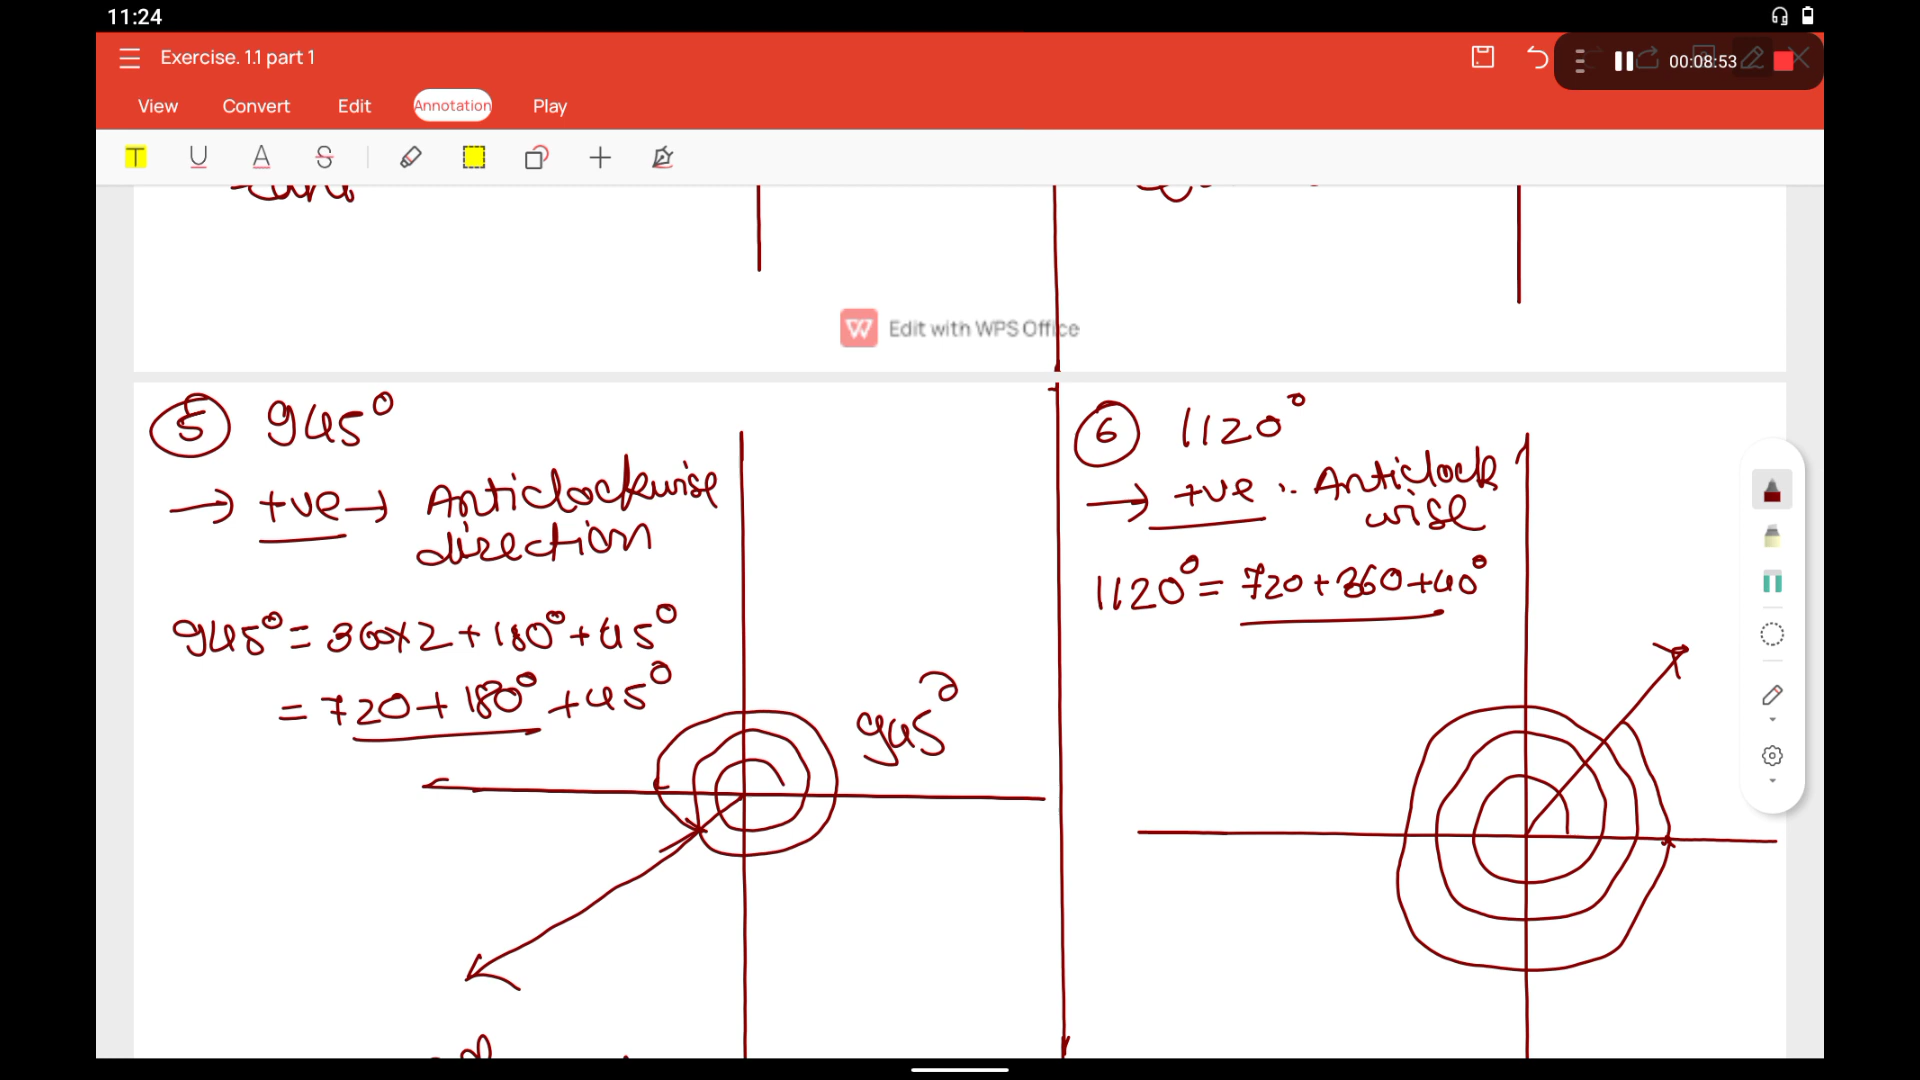 11:24
Exercise. 1.1 part 1
00:08:53
View Convert Edit Annotation Play
T U A S
Edit with WPS Office
5 945°
→ +ve → Anticlockwise
direction
945° = 360×2 + 180° + 45°
= 720 + 180° + 45°
945°
6 1120°
→ +ve ∴ Anticlock
wise
1120° = 720 + 360 + 40°